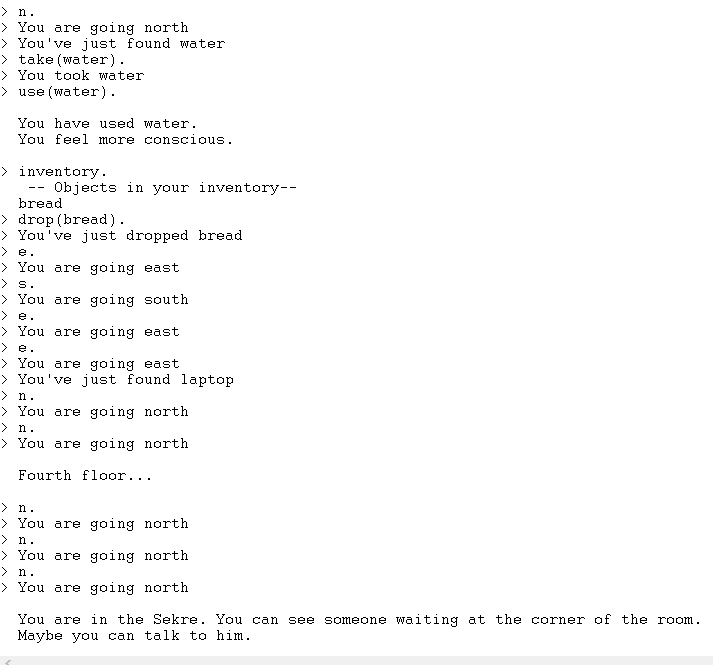 > n.
> You are going north
> You've just found water
> take(water).
> You took water
> use(water).
You have used water.
You feel more conscious.
> inventory.
-- Objects in your inventory--
bread
> drop(bread).
> You've just dropped bread
> e.
> You are going east
> s.
> You are going south
> e.
> You are going east
> e.
> You are going east
> You've just found laptop
> n.
> You are going north
> n.
> You are going north
Fourth floor...
> n.
> You are going north
> n.
> You are going north
> n.
> You are going north
You are in the Sekre. You can see someone waiting at the corner of the room.
Maybe you can talk to him.